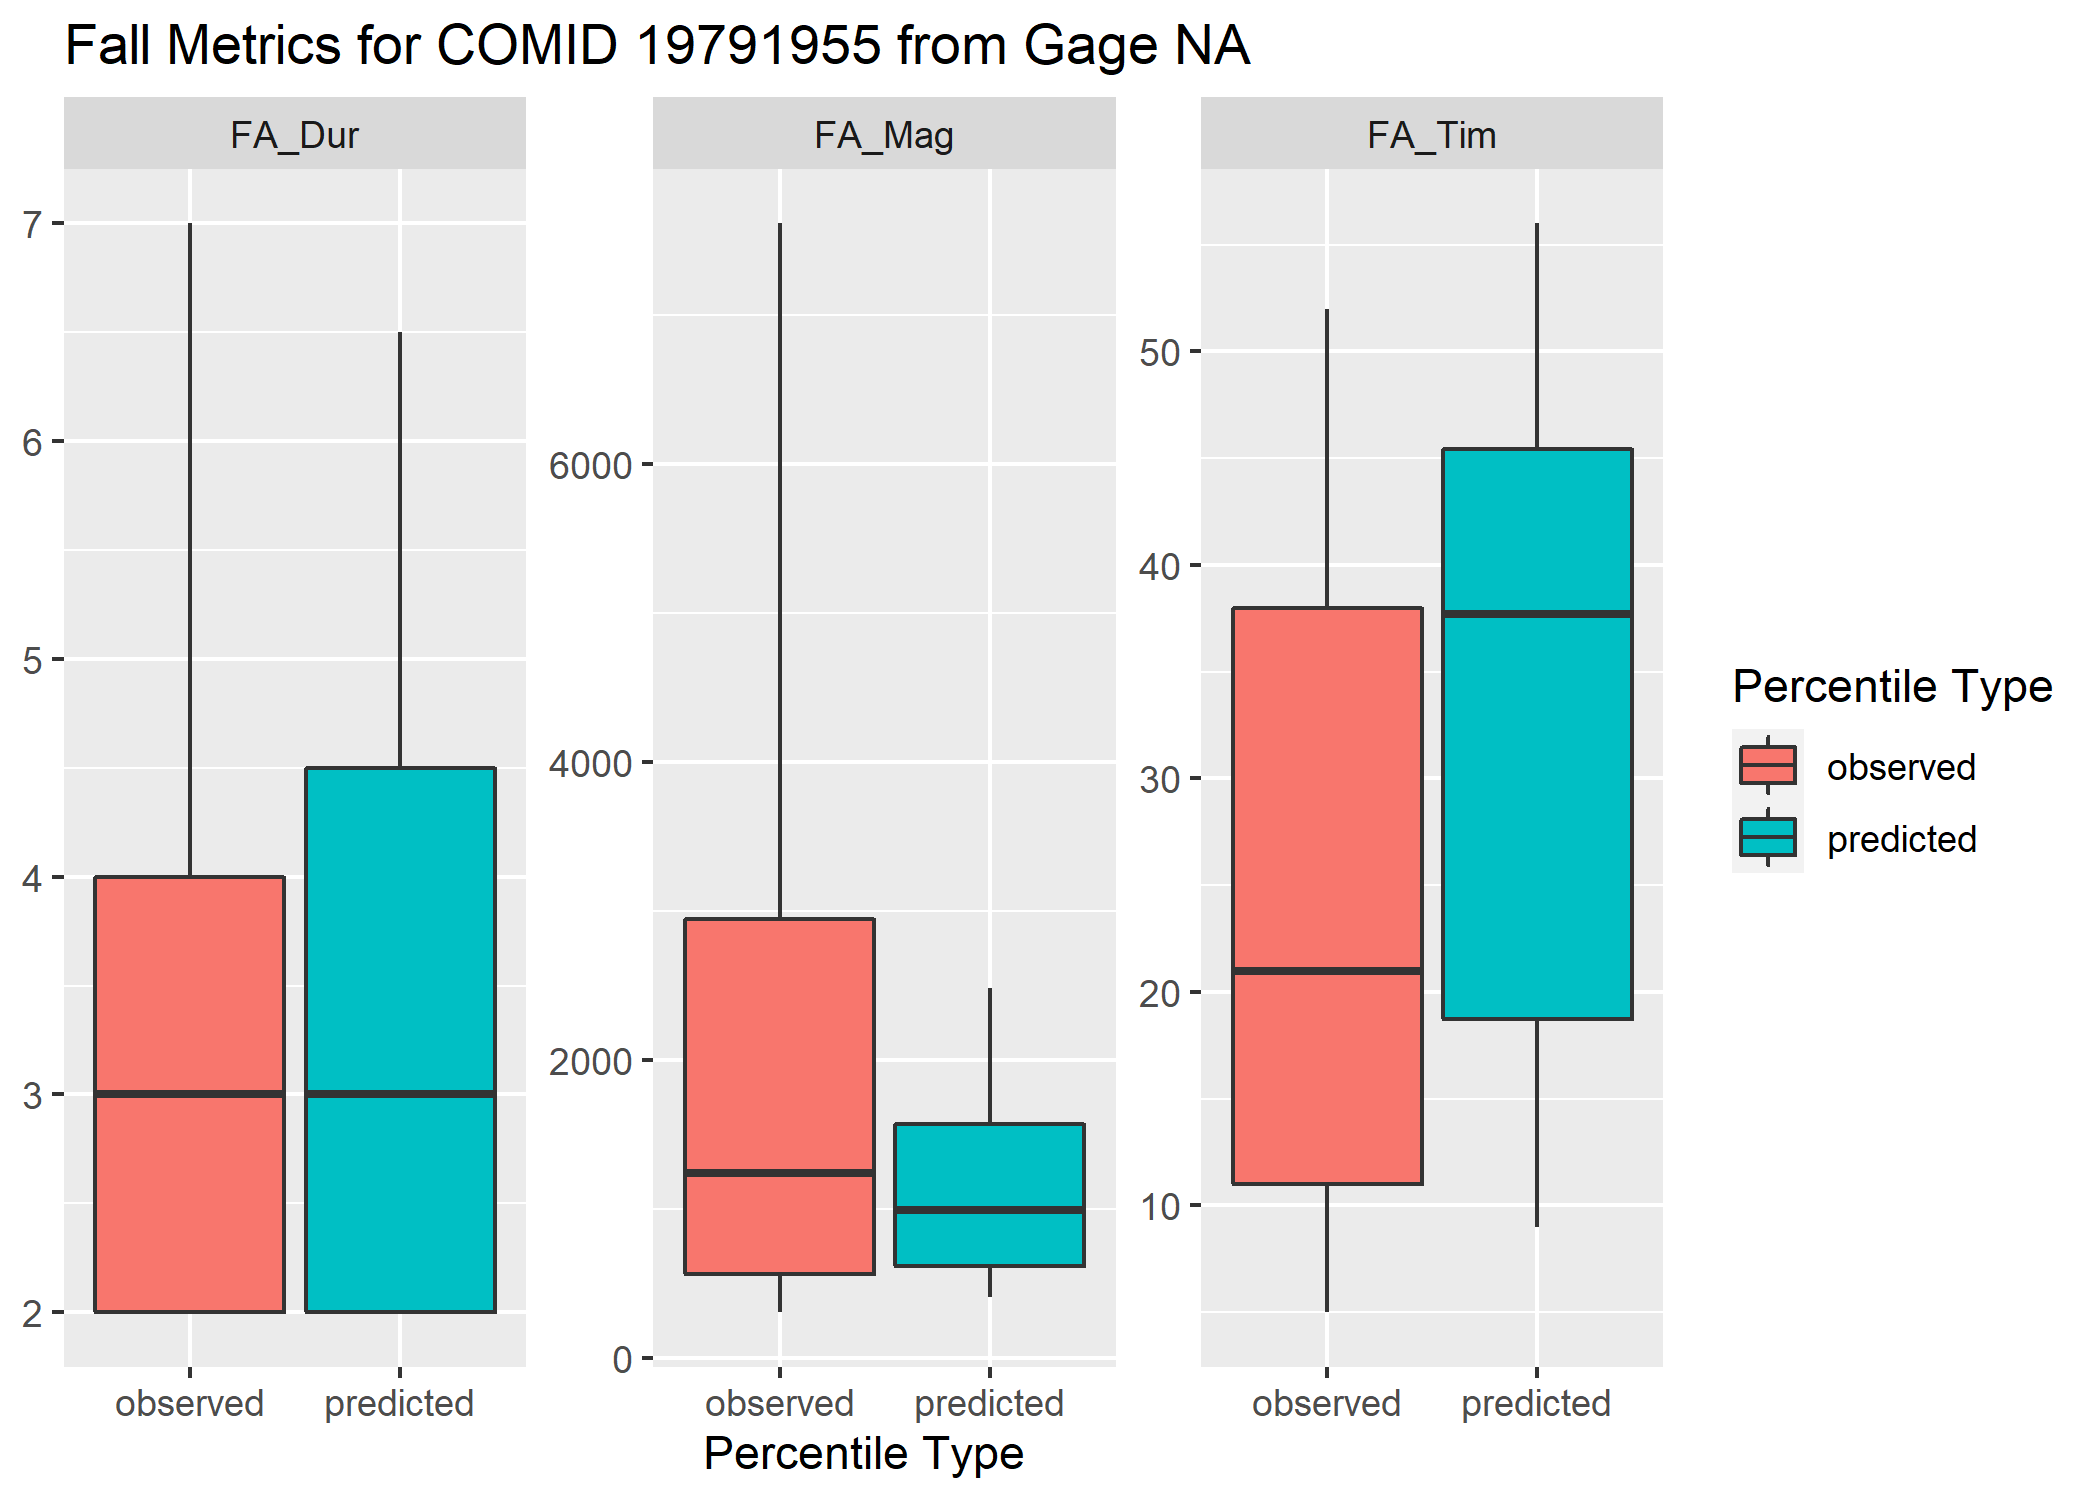 Fall Metrics for COMID 19791955 from Gage NA
FA_Dur
FA_Mag
FA_Tim
7
6
5
4
3
2
6000
4000
2000
0
50
40
30
20
10
observed
predicted
observed
predicted
observed
predicted
Percentile Type
Percentile Type
observed
predicted